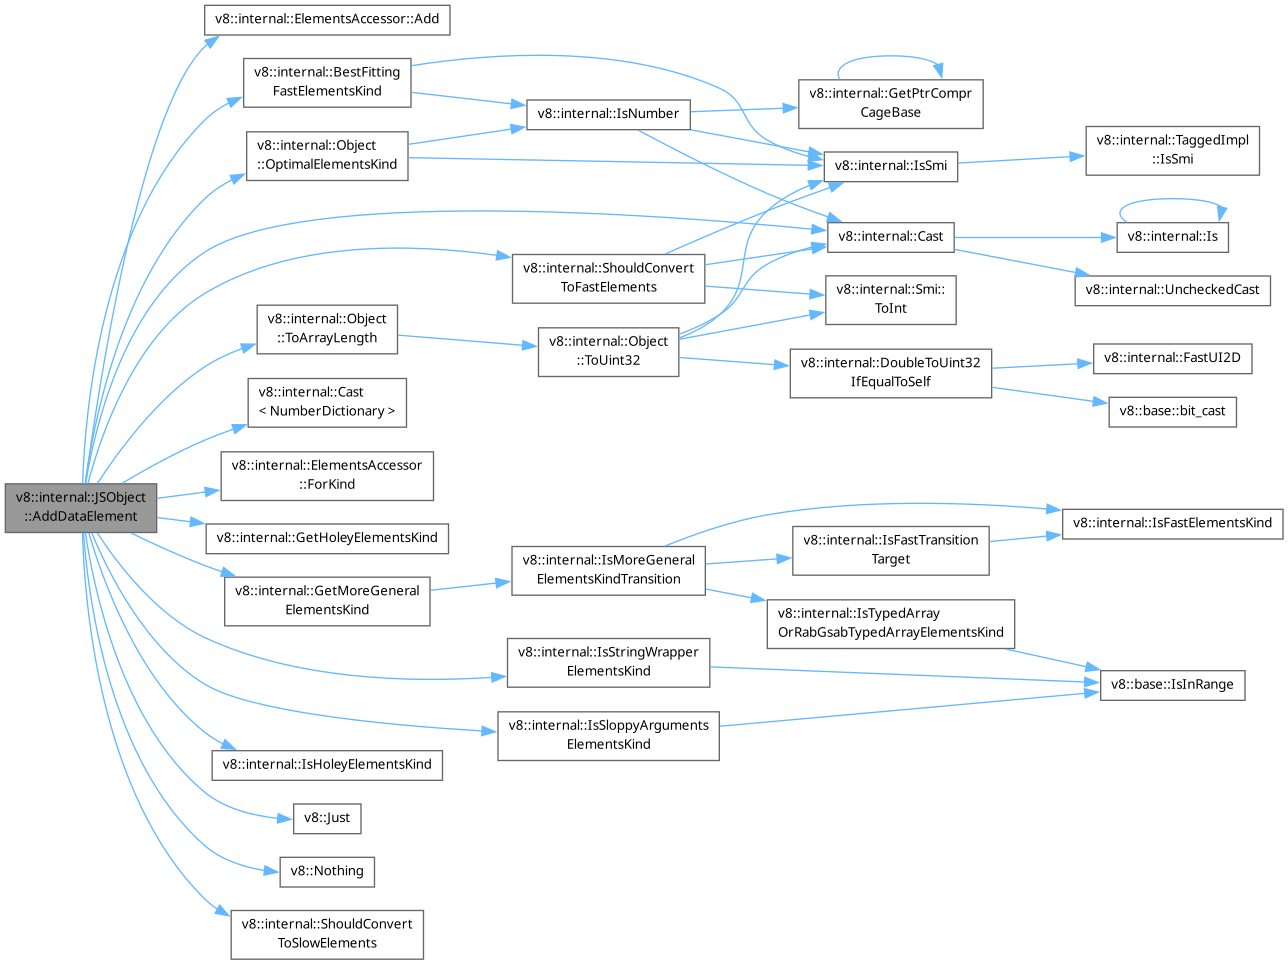 v8::internal::JSObject
::AddDataElement
v8::internal::ElementsAccessor::Add
v8::internal::BestFitting
FastElementsKind
v8::internal::Object
::OptimalElementsKind
v8::internal::Object
::ToArrayLength
v8::internal::Cast
< NumberDictionary >
v8::internal::ElementsAccessor
::ForKind
v8::internal::GetHoleyElementsKind
v8::internal::GetMoreGeneral
ElementsKind
v8::internal::IsHoleyElementsKind
v8::Just
v8::Nothing
v8::internal::ShouldConvert
ToSlowElements
v8::internal::IsNumber
v8::internal::ShouldConvert
ToFastElements
v8::internal::Object
::ToUint32
v8::internal::IsMoreGeneral
ElementsKindTransition
v8::internal::IsStringWrapper
ElementsKind
v8::internal::IsSloppyArguments
ElementsKind
v8::internal::GetPtrCompr
CageBase
v8::internal::IsSmi
v8::internal::Cast
v8::internal::Smi::
ToInt
v8::internal::DoubleToUint32
IfEqualToSelf
v8::internal::IsFastTransition
Target
v8::internal::IsTypedArray
OrRabGsabTypedArrayElementsKind
v8::internal::TaggedImpl
::IsSmi
v8::internal::Is
v8::internal::UncheckedCast
v8::internal::FastUI2D
v8::base::bit_cast
v8::internal::IsFastElementsKind
v8::base::IsInRange